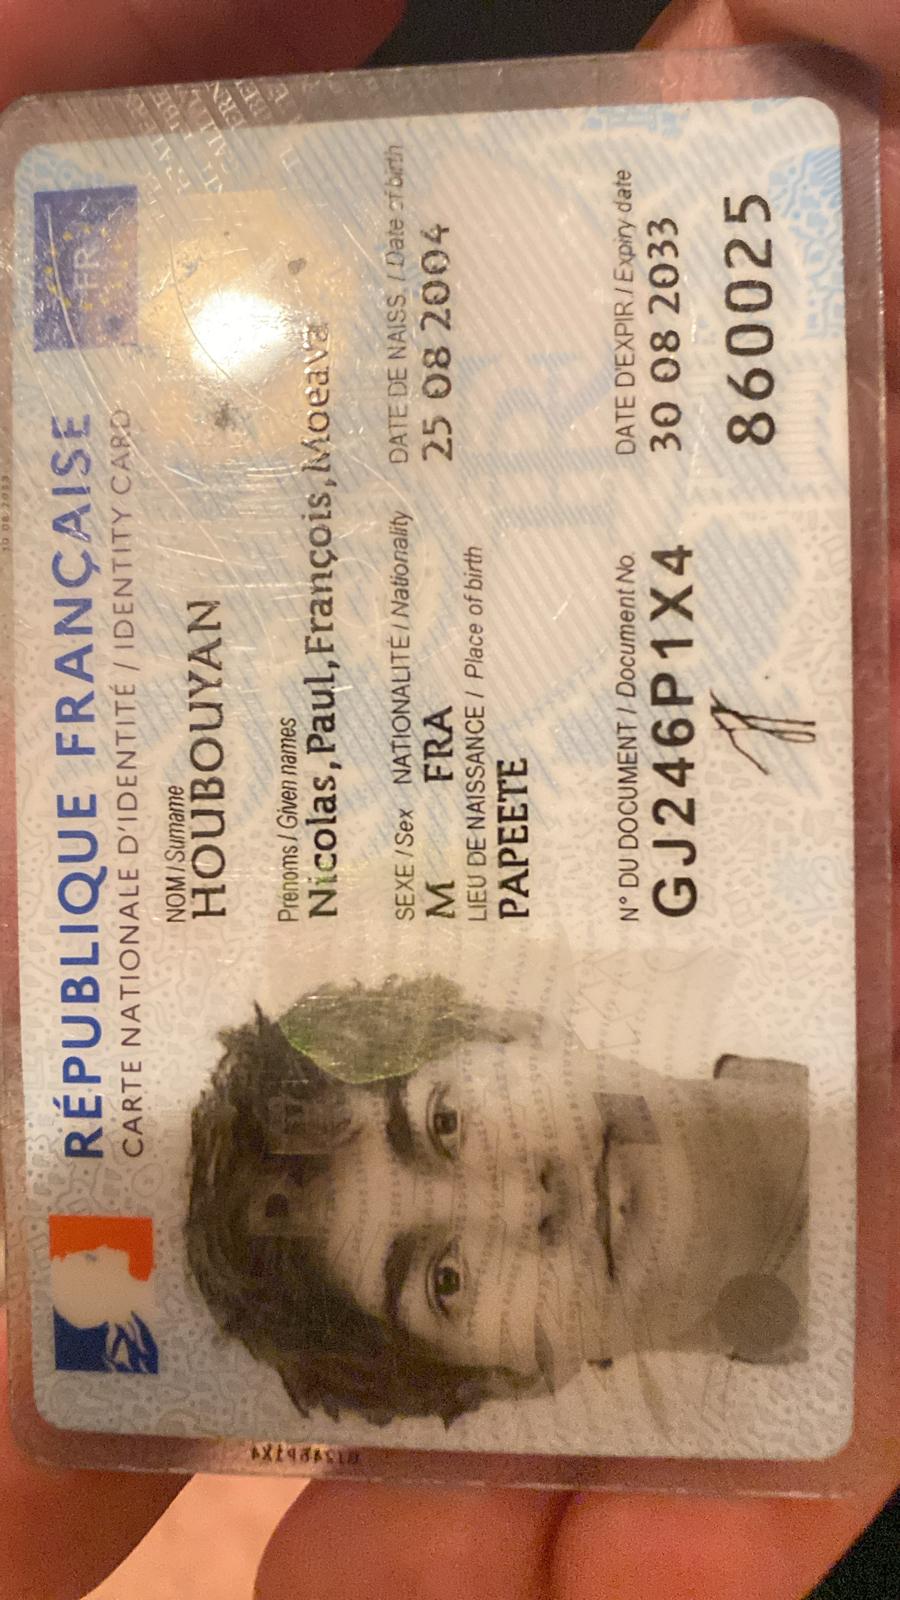 RÉPUBLIQUE FRANÇAISE
FR
CARTE NATIONALE D'IDENTITÉ / IDENTITY CARD
NOM / Surname
HOUBOUYAN
Prénoms / Given names
Nicolas, Paul, François, Moeava
SEXE / Sex NATIONALITÉ / Nationality DATE DE NAISS. / Date of birth
M FRA 25 08 2004
LIEU DE NAISSANCE / Place of birth
PAPEETE
N° DU DOCUMENT / Document No. DATE D'EXPIR / Expiry date
GJ246P1X4 30 08 2033
860025